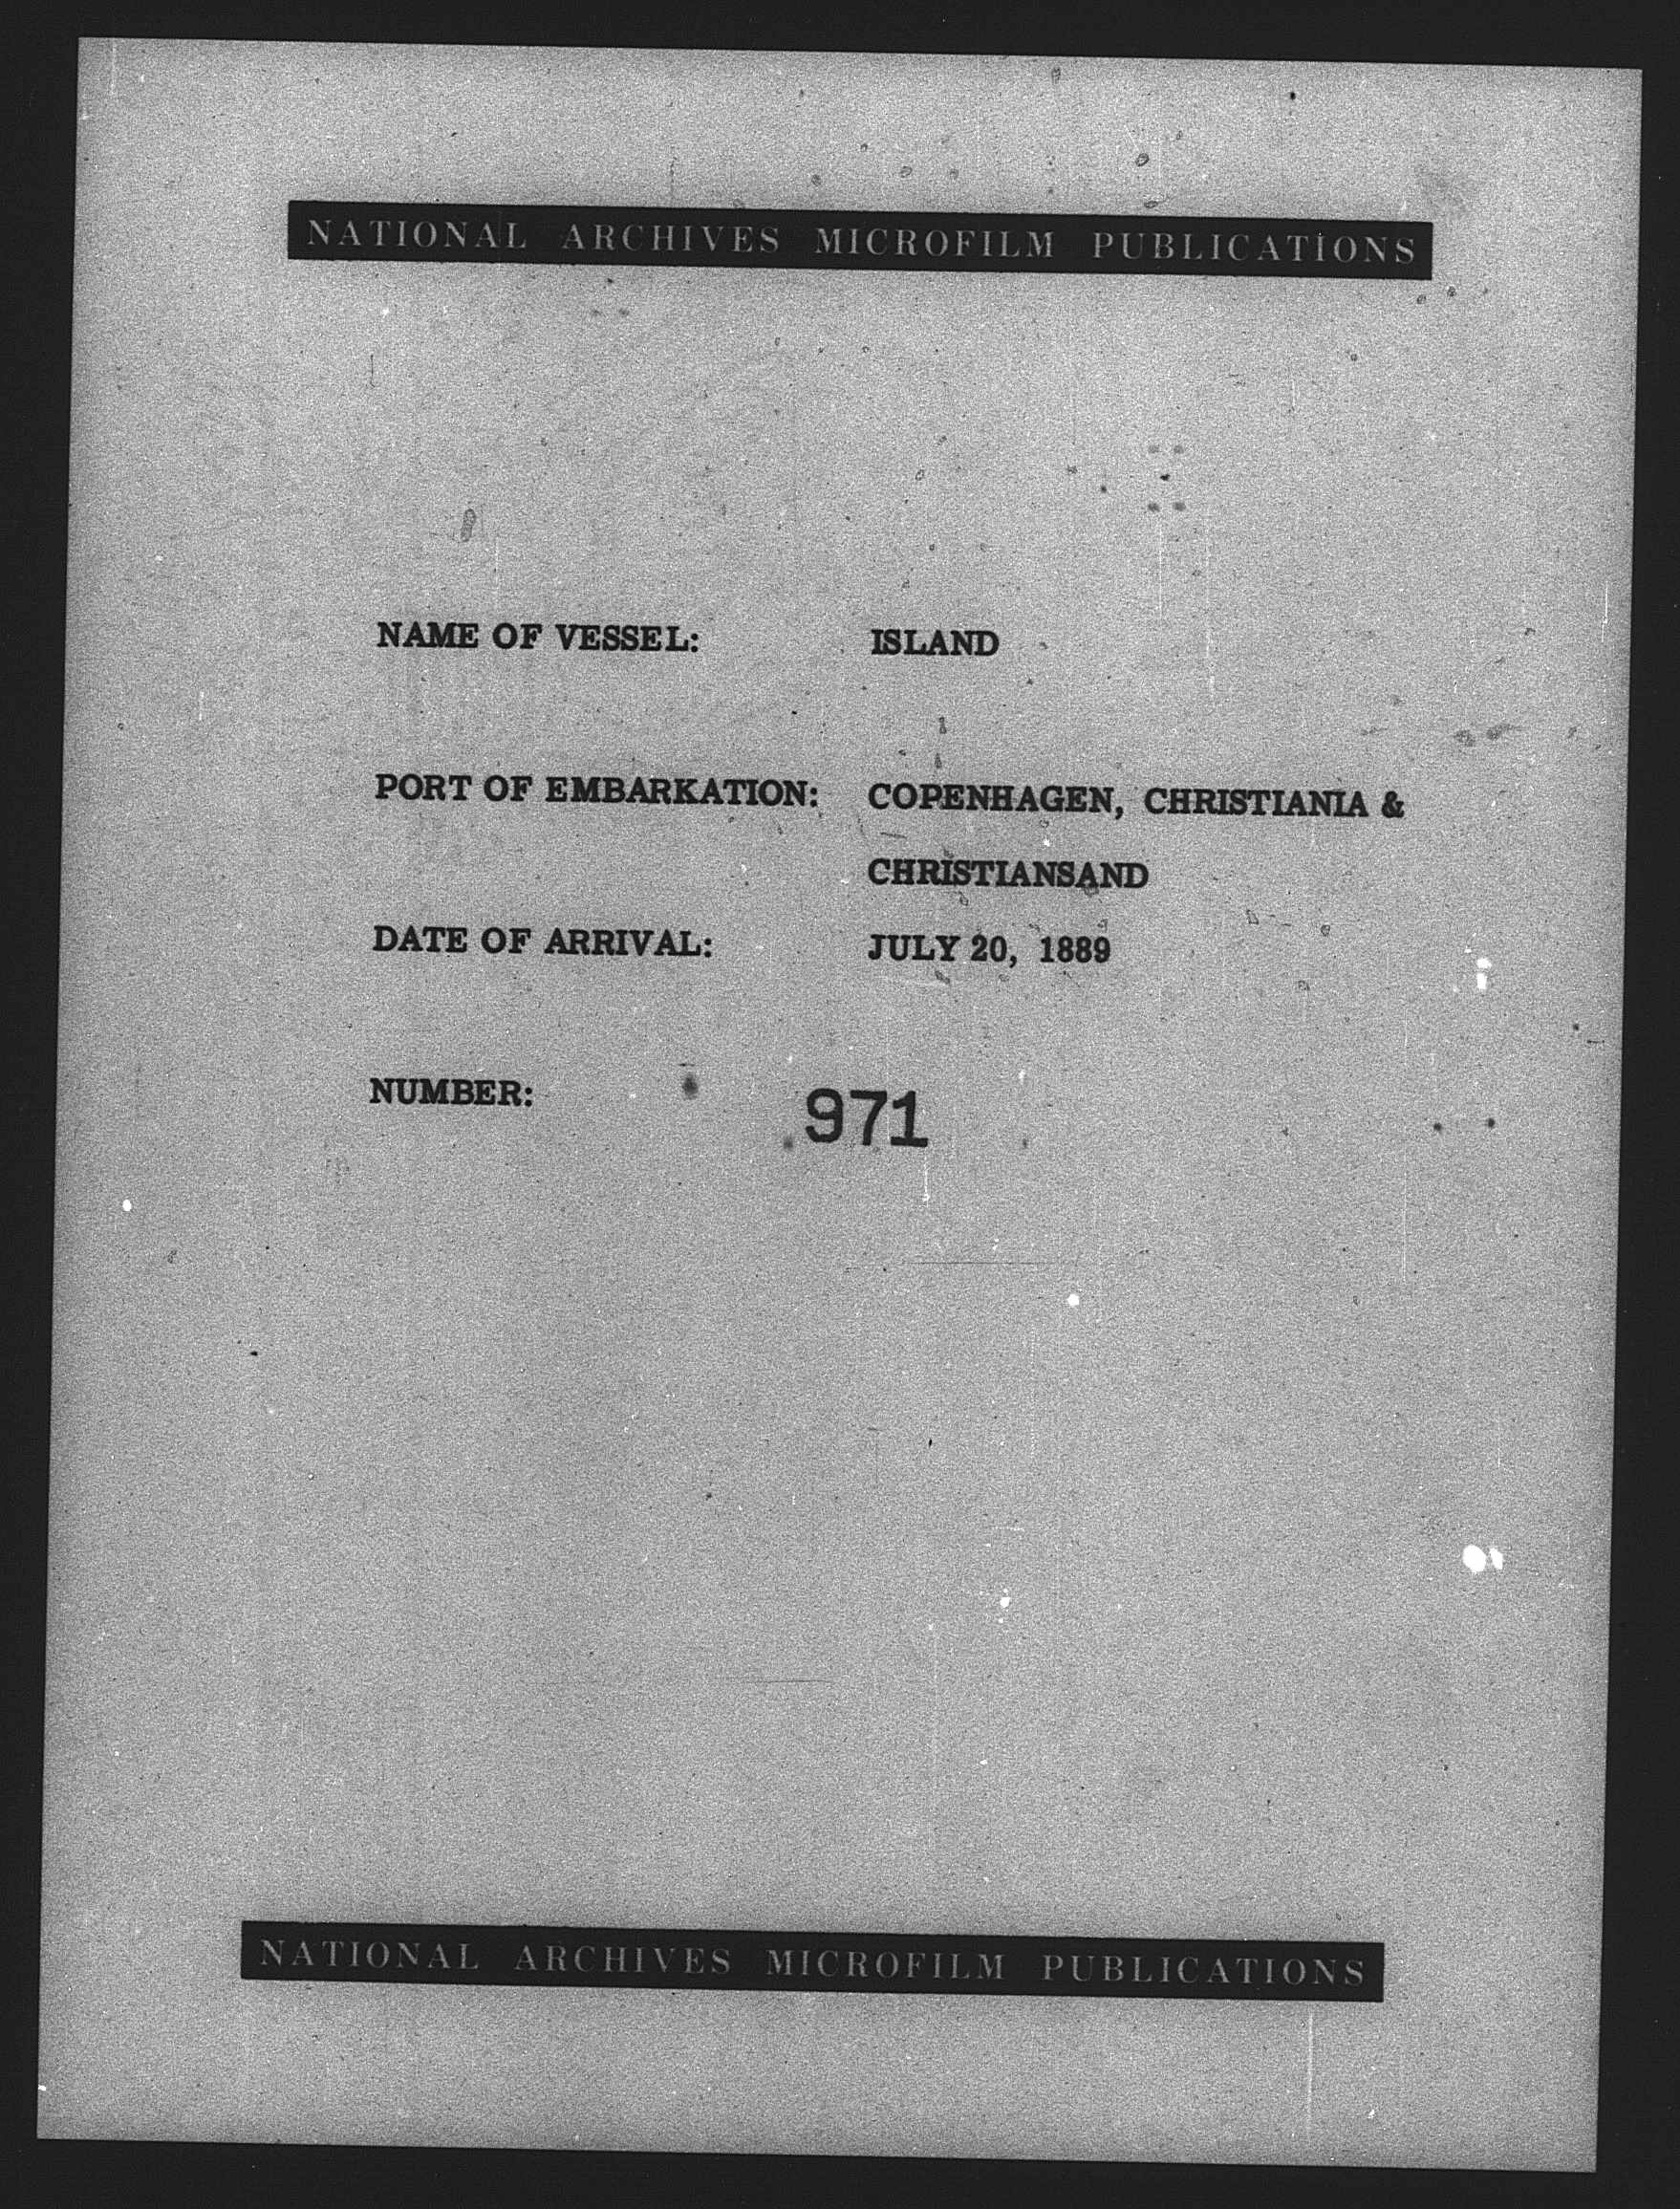 NATIONAL ARCHIVES MICROFILM PUBLICATIONS
NAME OF VESSEL: ISLAND
PORT OF EMBARKATION: COPENHAGEN, CHRISTIANIA &
CHRISTIANSAND
DATE OF ARRIVAL: JULY 20, 1889
NUMBER: 971
NATIONAL ARCHIVES MICROFILM PUBLICATIONS